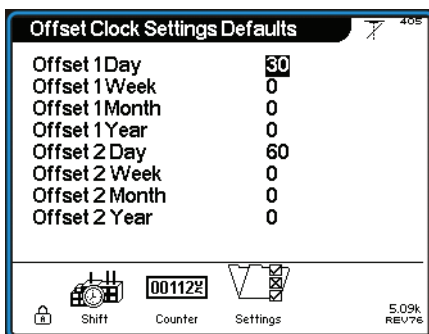 Offset Clock Settings Defaults
405
Offset 1 Day 30
Offset 1 Week 0
Offset 1 Month 0
Offset 1 Year 0
Offset 2 Day 60
Offset 2 Week 0
Offset 2 Month 0
Offset 2 Year 0
Shift Counter Settings
5.09k
REV76